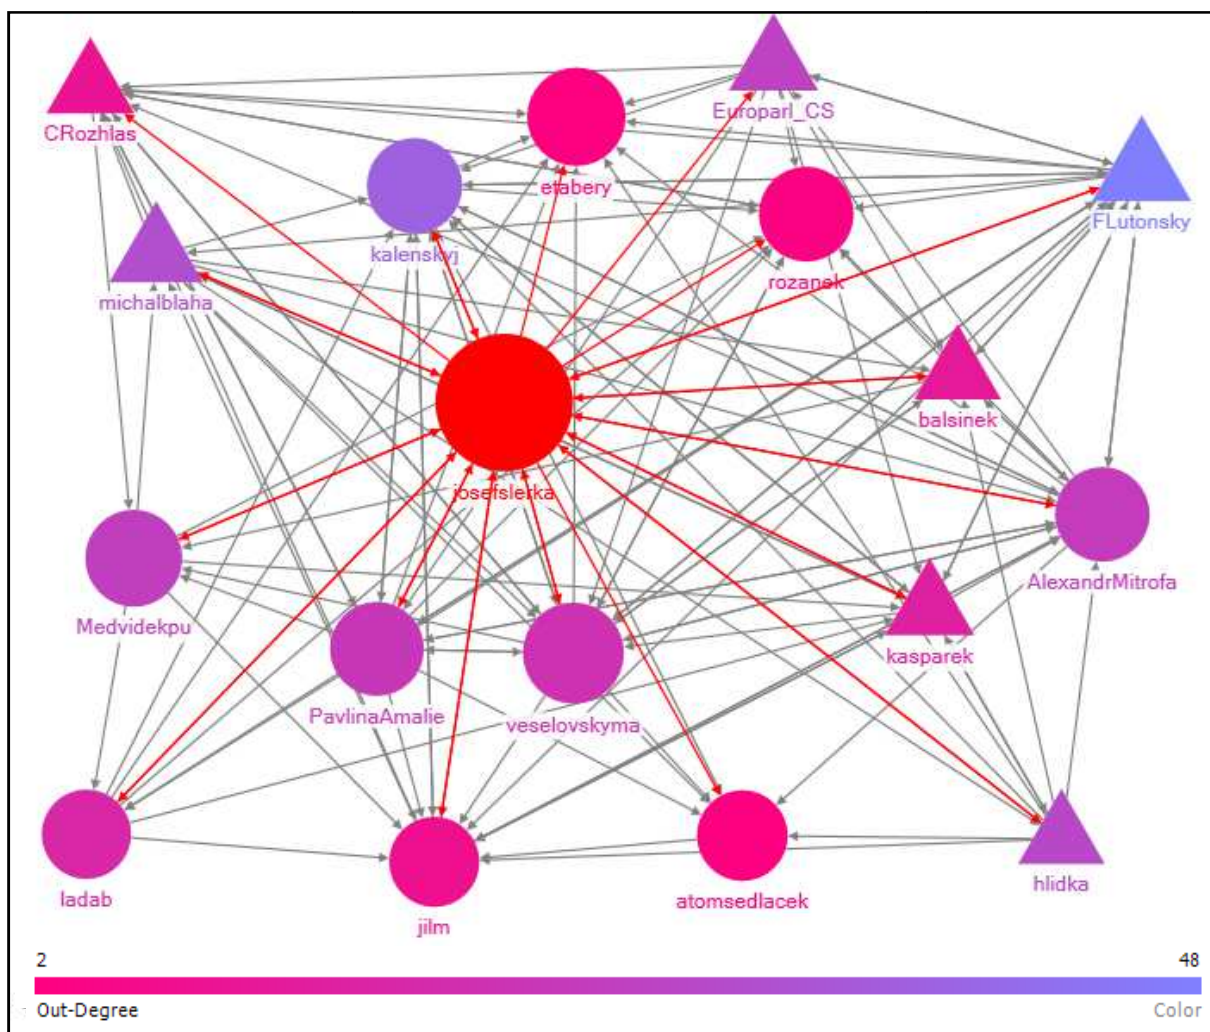 CRozhlas
Europarl_CS
etabery
rozanek
FLutonsky
kalenskyj
michalblaha
balsinek
josefslerka
AlexandrMitrofa
Medvidekpu
kasparek
PavlinaAmalie
veselovskyma
ladab
jilm
atomsedlacek
hlidka
2 48
Out-Degree Color